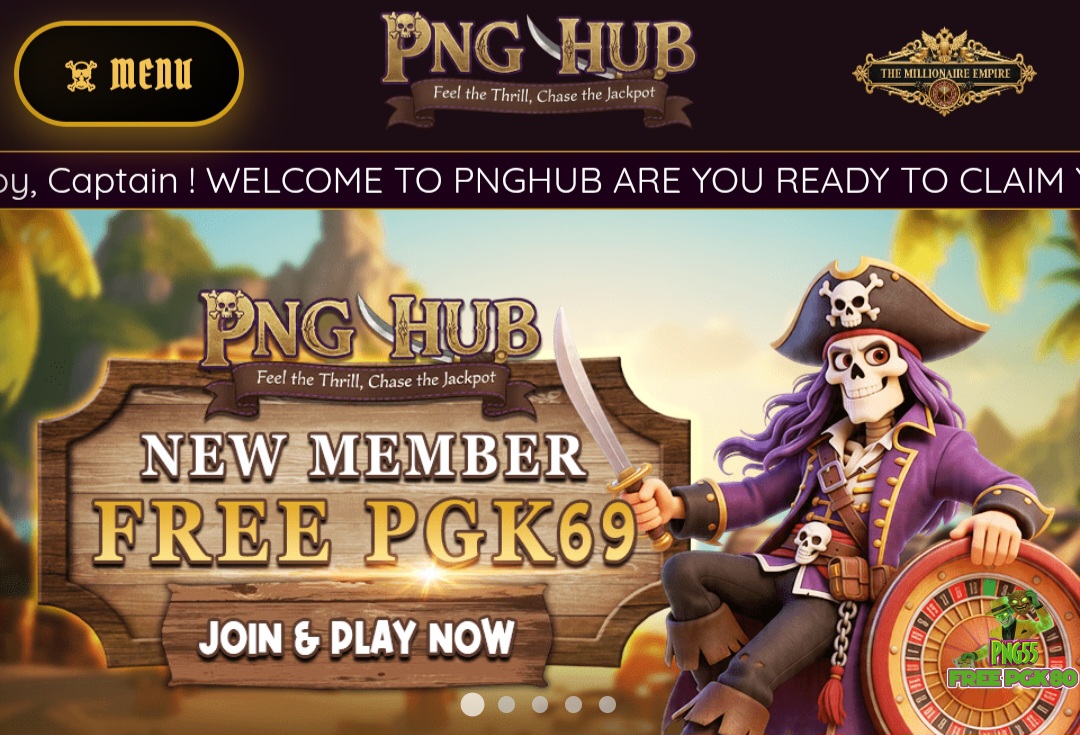 MENU
PNG HUB
Feel the Thrill, Chase the Jackpot
THE MILLIONAIRE EMPIRE
oy, Captain ! WELCOME TO PNGHUB ARE YOU READY TO CLAIM
PNG HUB
Feel the Thrill, Chase the Jackpot
NEW MEMBER
FREE PGK69
JOIN & PLAY NOW
PNG55
FREE PGK80